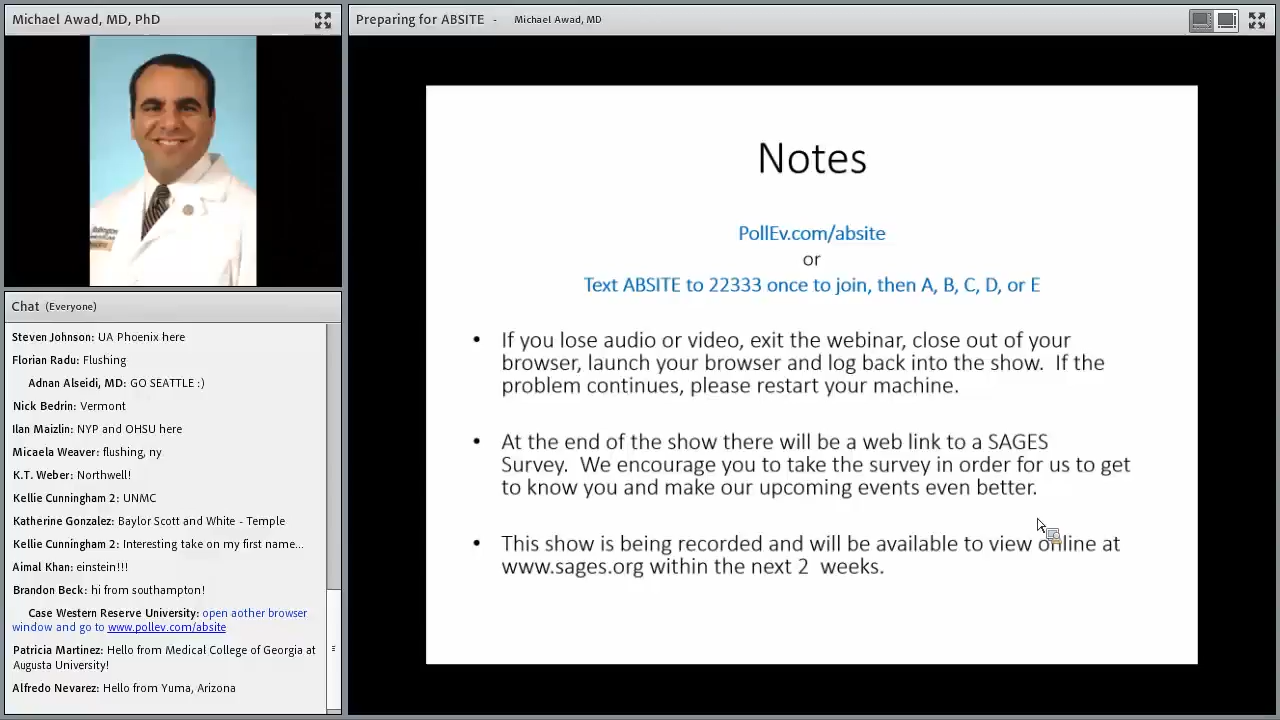 Michael Awad, MD, PhD
Preparing for ABSITE  -  Michael Awad, MD
Chat (Everyone)
Steven Johnson: UA Phoenix here
Florian Radu: Flushing
Adnan Alseidi, MD: GO SEATTLE :)
Nick Bedrin: Vermont
Ilan Maizlin: NYP and OHSU here
Micaela Weaver: flushing, ny
K.T. Weber: Northwell!
Kellie Cunningham 2: UNMC
Katherine Gonzalez: Baylor Scott and White - Temple
Kellie Cunningham 2: Interesting take on my first name...
Aimal Khan: einstein!!!
Brandon Beck: hi from southampton!
Case Western Reserve University: open aother browser
window and go to www.pollev.com/absite
Patricia Martinez: Hello from Medical College of Georgia at
Augusta University!
Alfredo Nevarez: Hello from Yuma, Arizona
Notes
PollEv.com/absite
or
Text ABSITE to 22333 once to join, then A, B, C, D, or E
• If you lose audio or video, exit the webinar, close out of your
browser, launch your browser and log back into the show.  If the
problem continues, please restart your machine.
• At the end of the show there will be a web link to a SAGES
Survey.  We encourage you to take the survey in order for us to get
to know you and make our upcoming events even better.
• This show is being recorded and will be available to view online at
www.sages.org within the next 2  weeks.